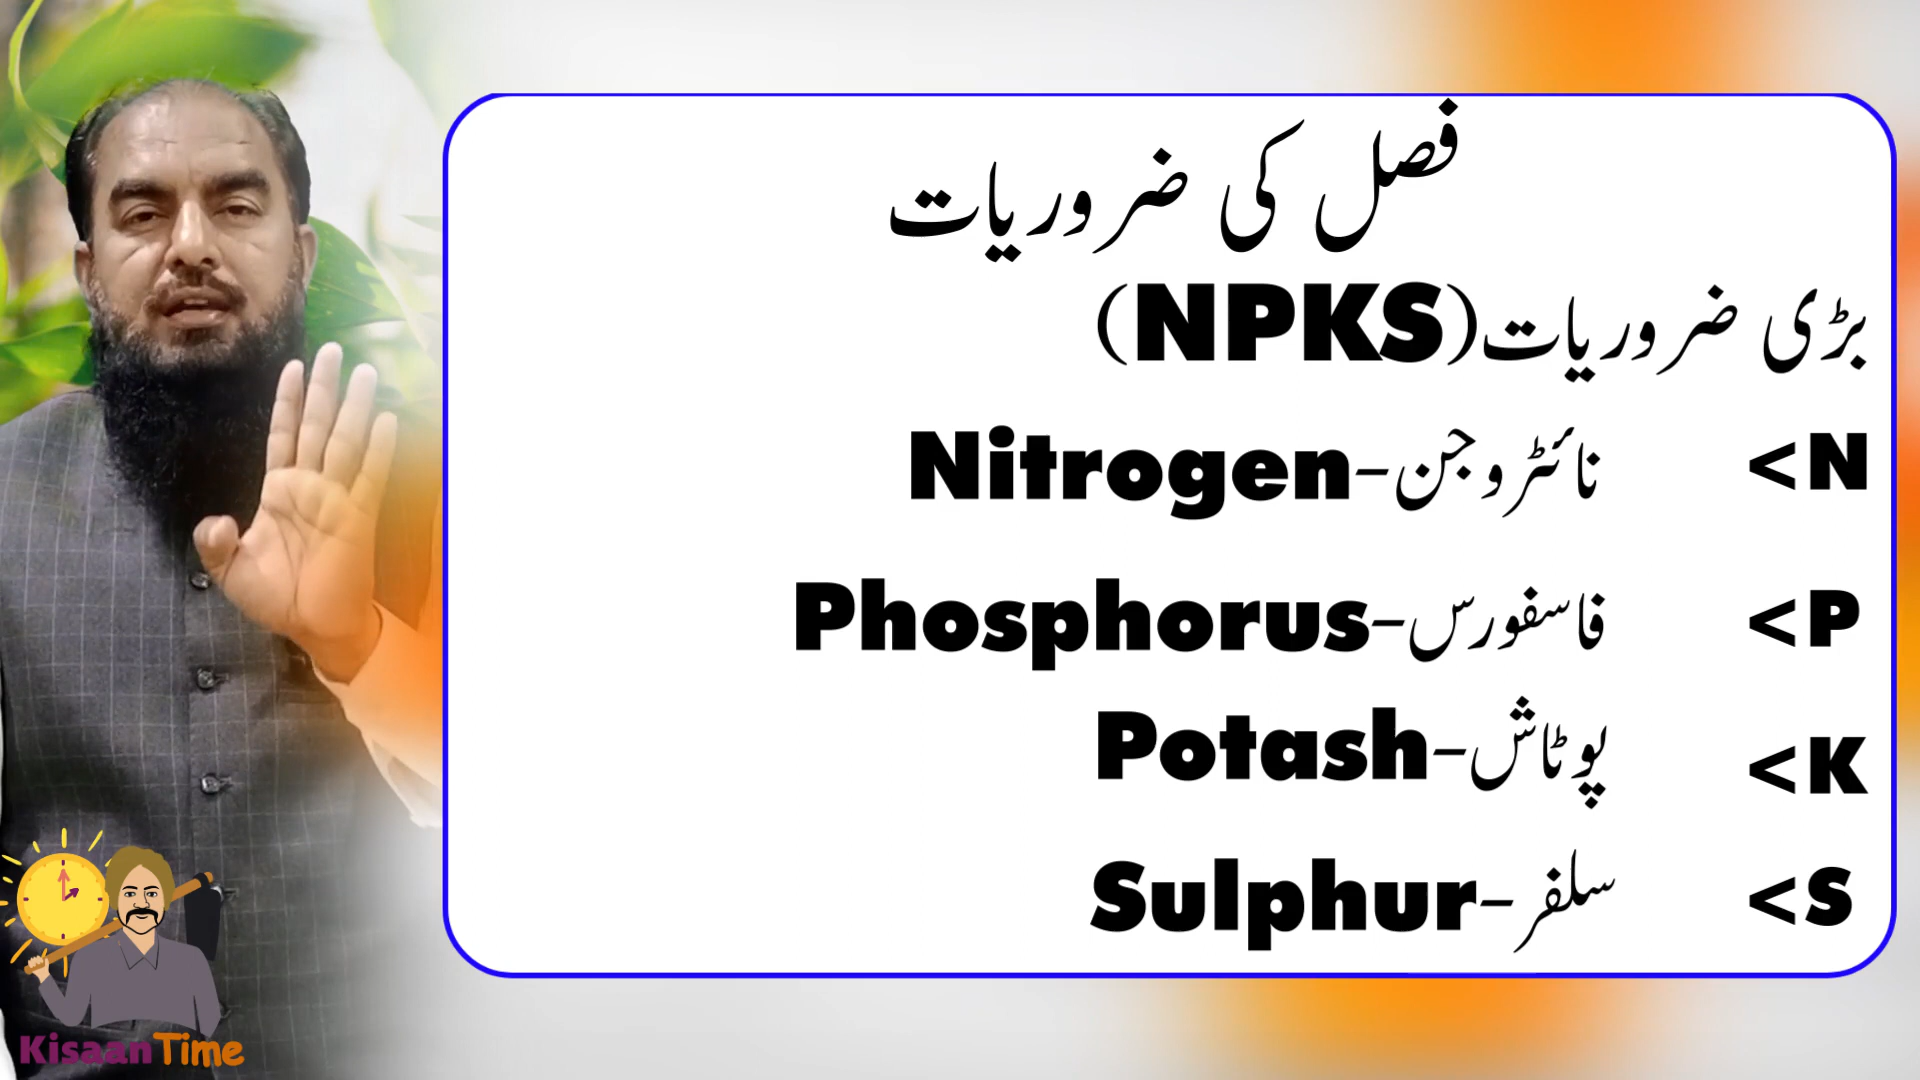 فصل کی ضروریات
بڑی ضروریات(NPKS)
N> نائٹروجن-Nitrogen
P> فاسفورس-Phosphorus
K> پوٹاش-Potash
S> سلفر-Sulphur
KisaanTime